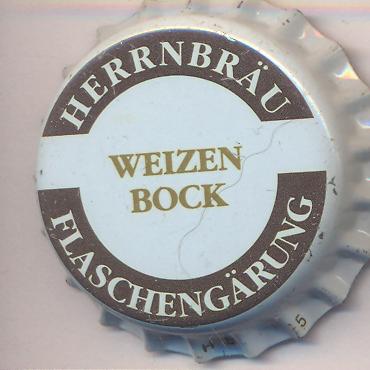 HERRNBRÄU
WEIZEN
BOCK
FLASCHENGÄRUNG